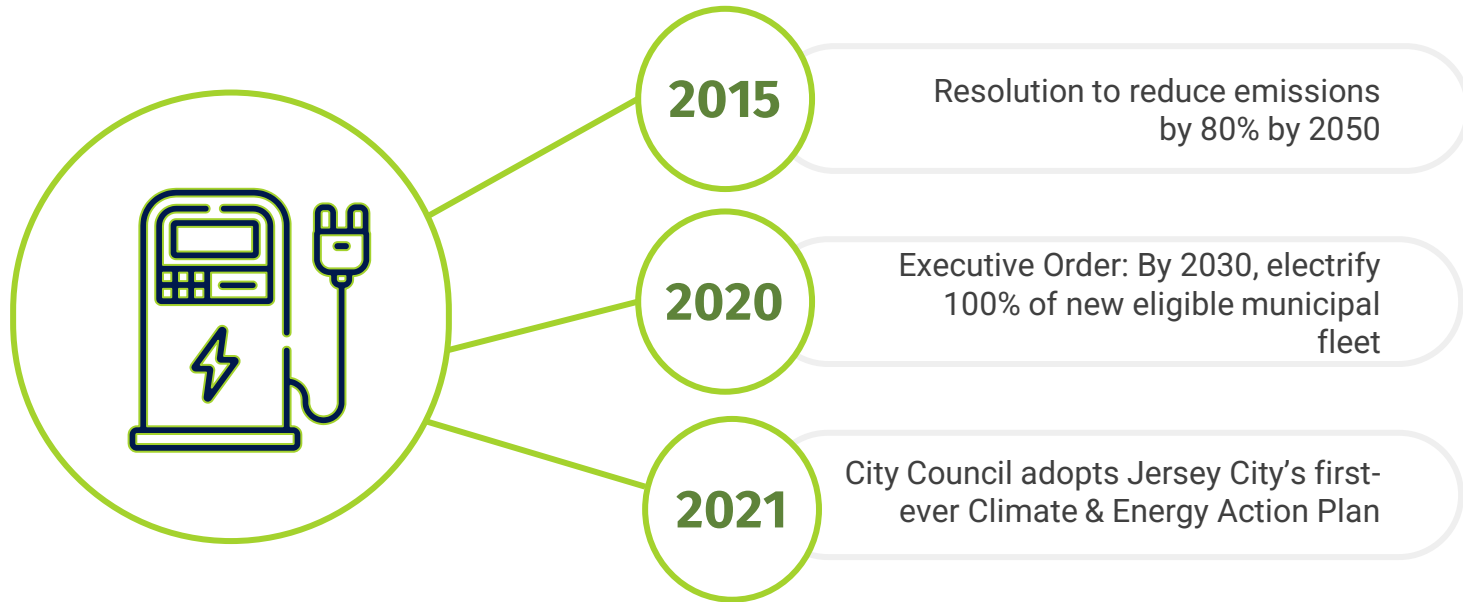 2015
Resolution to reduce emissions
by 80% by 2050
2020
Executive Order: By 2030, electrify
100% of new eligible municipal
fleet
2021
City Council adopts Jersey City’s first-
ever Climate & Energy Action Plan